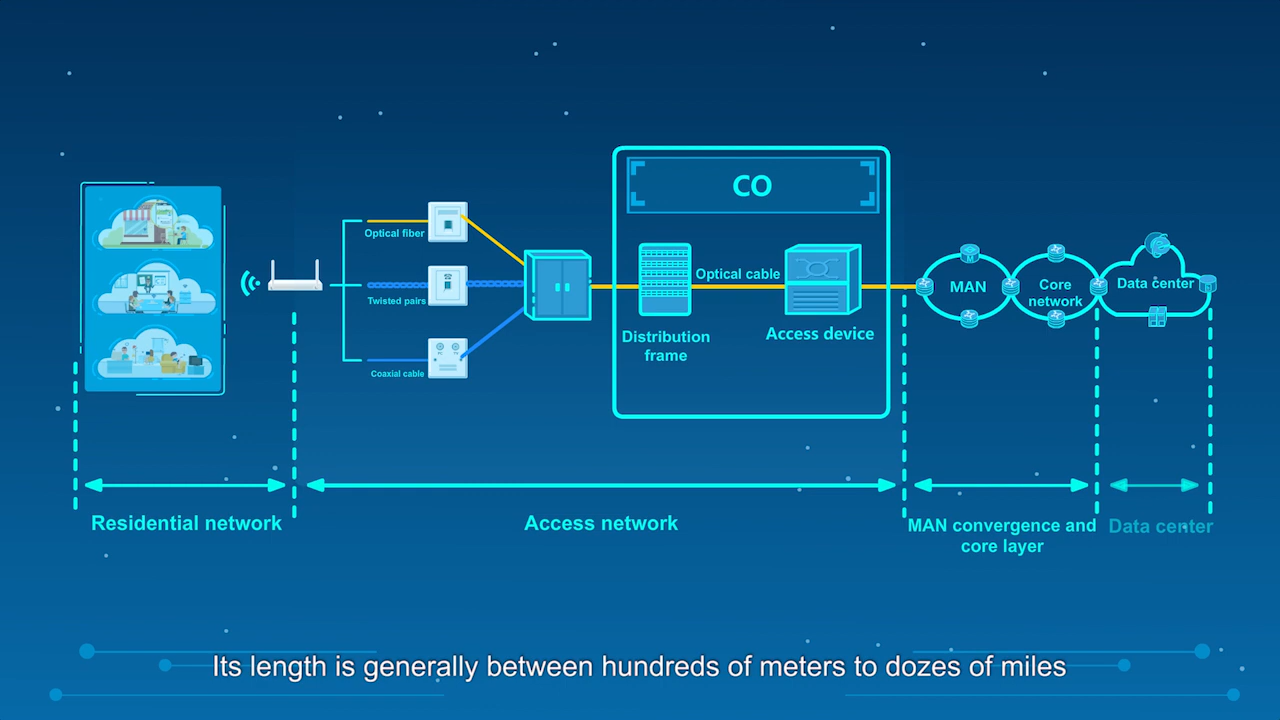 CO
Optical fiber
Twisted pairs
Coaxial cable
Optical cable
Distribution
frame
Access device
MAN
Core
network
Data center
Residential network
Access network
MAN convergence and
core layer
Data center
Its length is generally between hundreds of meters to dozes of miles